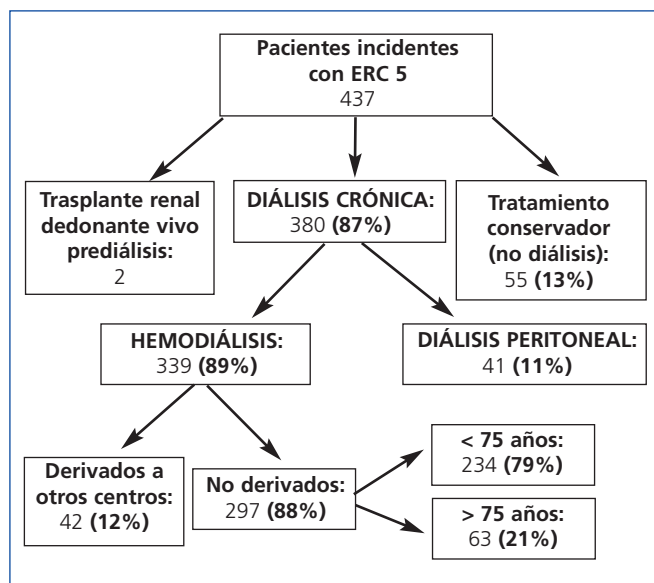 Pacientes incidentes
con ERC 5
437
Trasplante renal
dedonante vivo
prediálisis:
2
DIÁLISIS CRÓNICA:
380 (87%)
Tratamiento
conservador
(no diálisis):
55 (13%)
HEMODIÁLISIS:
339 (89%)
DIÁLISIS PERITONEAL:
41 (11%)
Derivados a
otros centros:
42 (12%)
No derivados:
297 (88%)
< 75 años:
234 (79%)
> 75 años:
63 (21%)